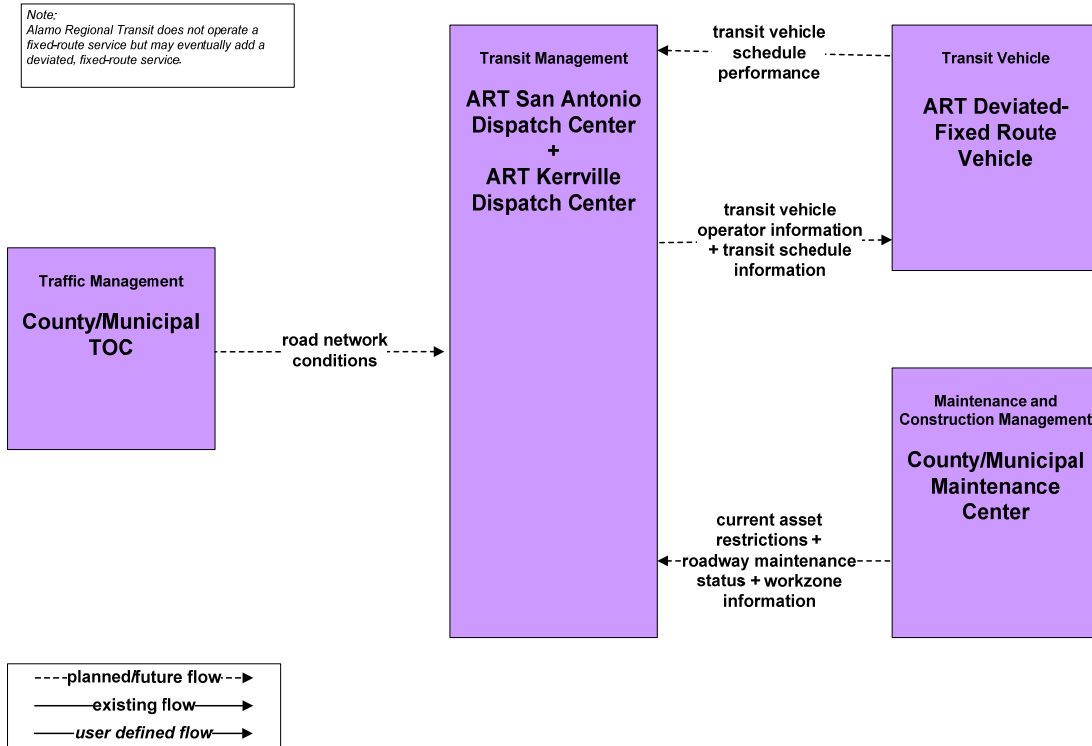 Note:
Alamo Regional Transit does not operate a
fixed-route service but may eventually add a
deviated, fixed-route service.
Transit Management
ART San Antonio
Dispatch Center
+
ART Kerrville
Dispatch Center
transit vehicle
schedule
performance
Transit Vehicle
ART Deviated-
Fixed Route
Vehicle
transit vehicle
operator information
+ transit schedule
information
Traffic Management
County/Municipal
TOC
road network
conditions
Maintenance and
Construction Management
County/Municipal
Maintenance
Center
current asset
restrictions +
roadway maintenance
status + workzone
information
planned/future flow
existing flow
user defined flow